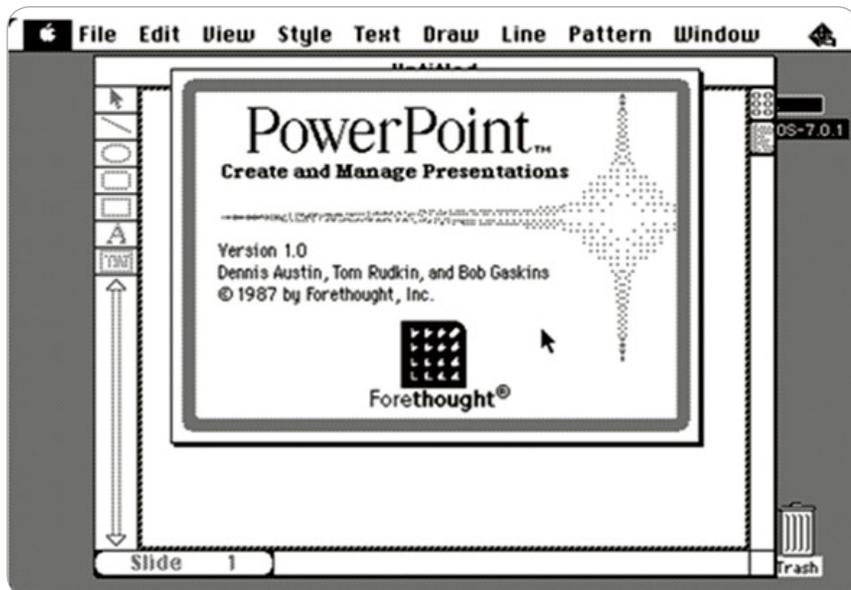 File Edit View Style Text Draw Line Pattern Window
Untitled
OS-7.0.1
PowerPoint™
Create and Manage Presentations
Version 1.0
Dennis Austin, Tom Rudkin, and Bob Gaskins
© 1987 by Forethought, Inc.
Forethought®
A
Slide 1
Trash